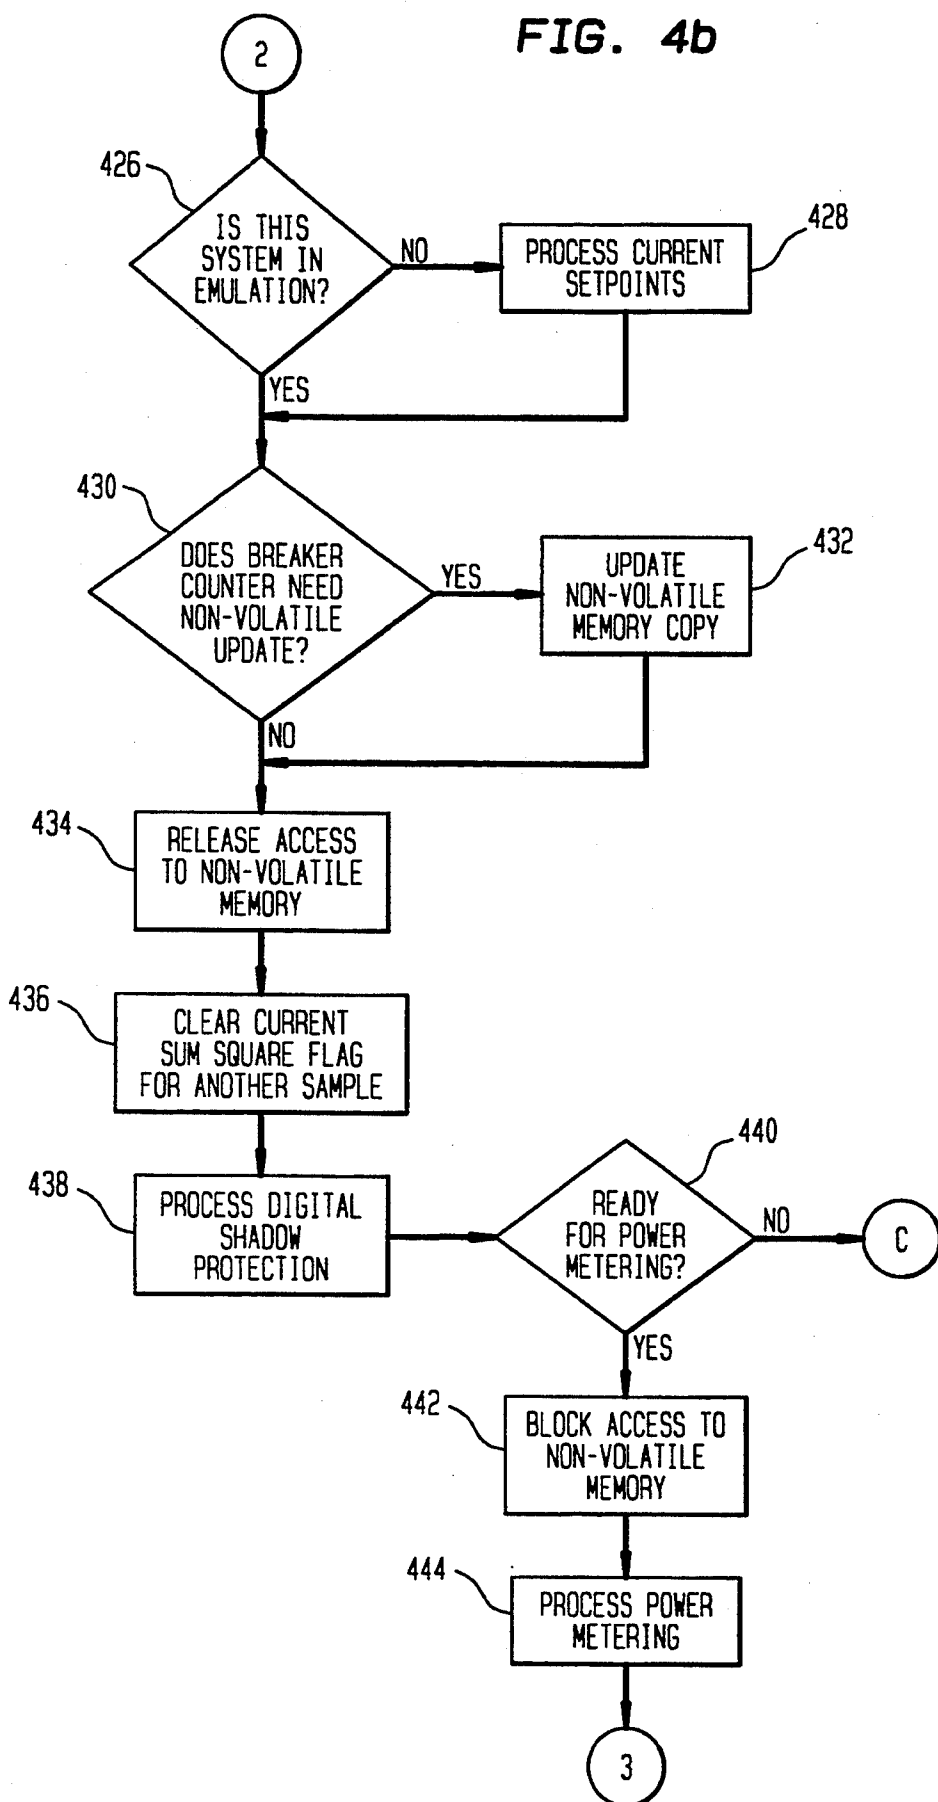 FIG. 4b
2
426
IS THIS
SYSTEM IN
EMULATION?
NO
428
PROCESS CURRENT
SETPOINTS
YES
430
DOES BREAKER
COUNTER NEED
NON-VOLATILE
UPDATE?
YES
432
UPDATE
NON-VOLATILE
MEMORY COPY
NO
434
RELEASE ACCESS
TO NON-VOLATILE
MEMORY
436
CLEAR CURRENT
SUM SQUARE FLAG
FOR ANOTHER SAMPLE
438
PROCESS DIGITAL
SHADOW
PROTECTION
440
READY
FOR POWER
METERING?
NO
C
YES
442
BLOCK ACCESS TO
NON-VOLATILE
MEMORY
444
PROCESS POWER
METERING
3